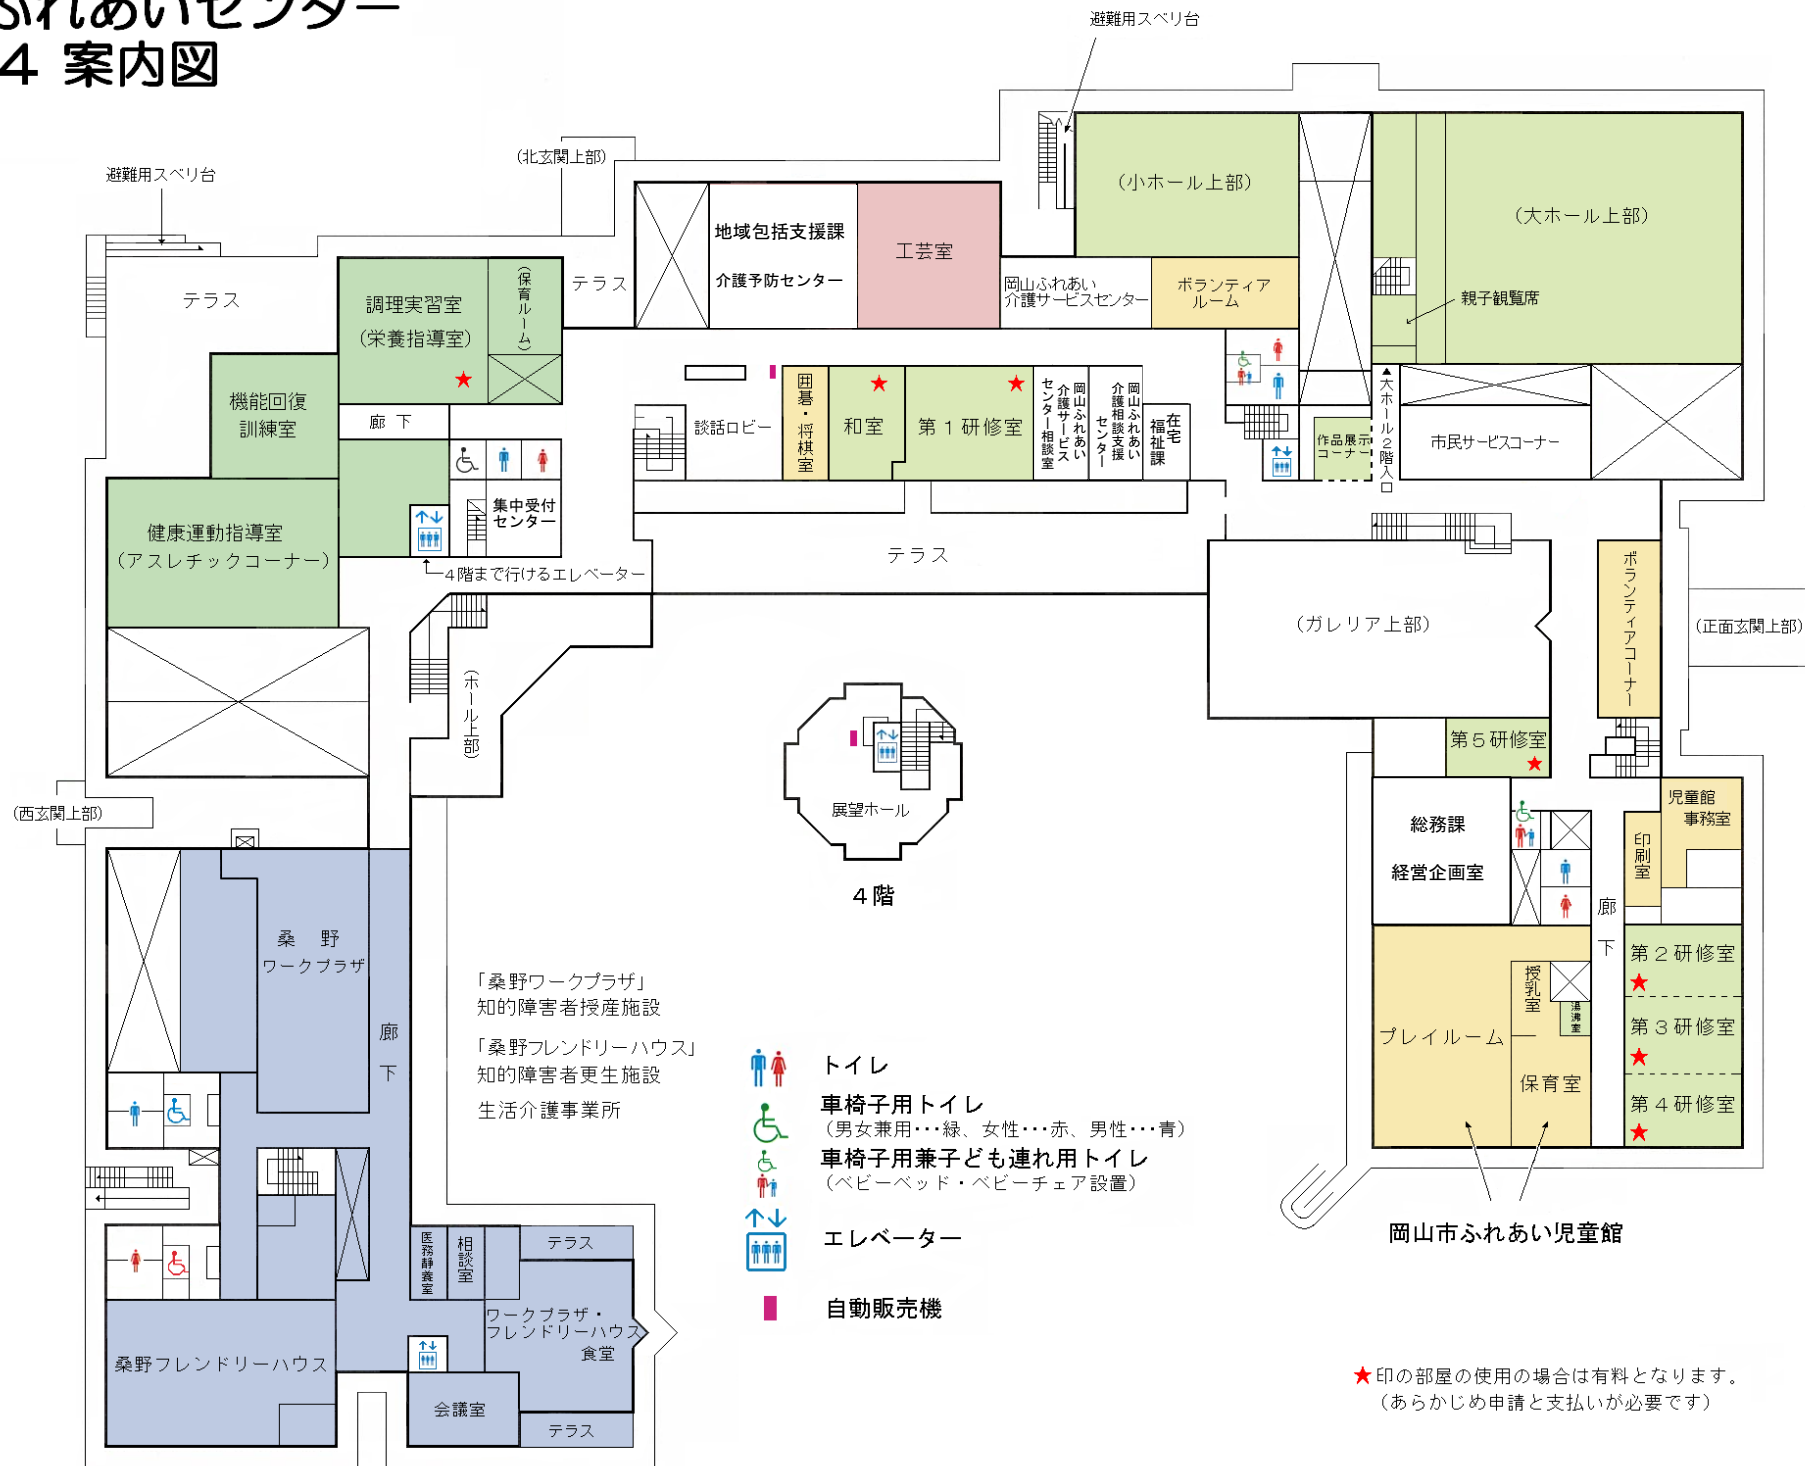 ふれあいセンター
4 案内図
避難用スベリ台
避難用スベリ台
(北玄関上部)
(小ホール上部)
(大ホール上部)
親子観覧席
地域包括支援課
介護予防センター
工芸室
岡山ふれあい
介護サービスセンター
ボランティア
ルーム
テラス
テラス
調理実習室
(栄養指導室)
★
(保育ルーム)
機能回復
訓練室
廊 下
健康運動指導室
(アスレチックコーナー)
集中受付
センター
4階まで行けるエレベーター
談話ロビー
囲碁・将棋室
和室
★
第1研修室
★
岡山ふれあい
介護サービス
センター相談室
岡山ふれあい
介護相談支援
センター
在宅
福祉課
作品展示
コーナー
▲大ホール2階入口
市民サービスコーナー
テラス
(ガレリア上部)
ボランティアコーナー
(正面玄関上部)
(ホール上部)
(西玄関上部)
展望ホール
4階
第5研修室
★
総務課
経営企画室
児童館
事務室
印刷室
廊
下
第2研修室
★
第3研修室
★
第4研修室
★
プレイルーム
授乳室
湯沸室
保育室
岡山市ふれあい児童館
桑 野
ワークプラザ
廊
下
「桑野ワークプラザ」
知的障害者授産施設
「桑野フレンドリーハウス」
知的障害者更生施設
生活介護事業所
トイレ
車椅子用トイレ
(男女兼用･･･緑、女性･･･赤、男性･･･青)
車椅子用兼子ども連れ用トイレ
(ベビーベッド・ベビーチェア設置)
エレベーター
自動販売機
医務静養室
相談室
テラス
ワークプラザ・
フレンドリーハウス
食堂
桑野フレンドリーハウス
会議室
テラス
★印の部屋の使用の場合は有料となります。
(あらかじめ申請と支払いが必要です)